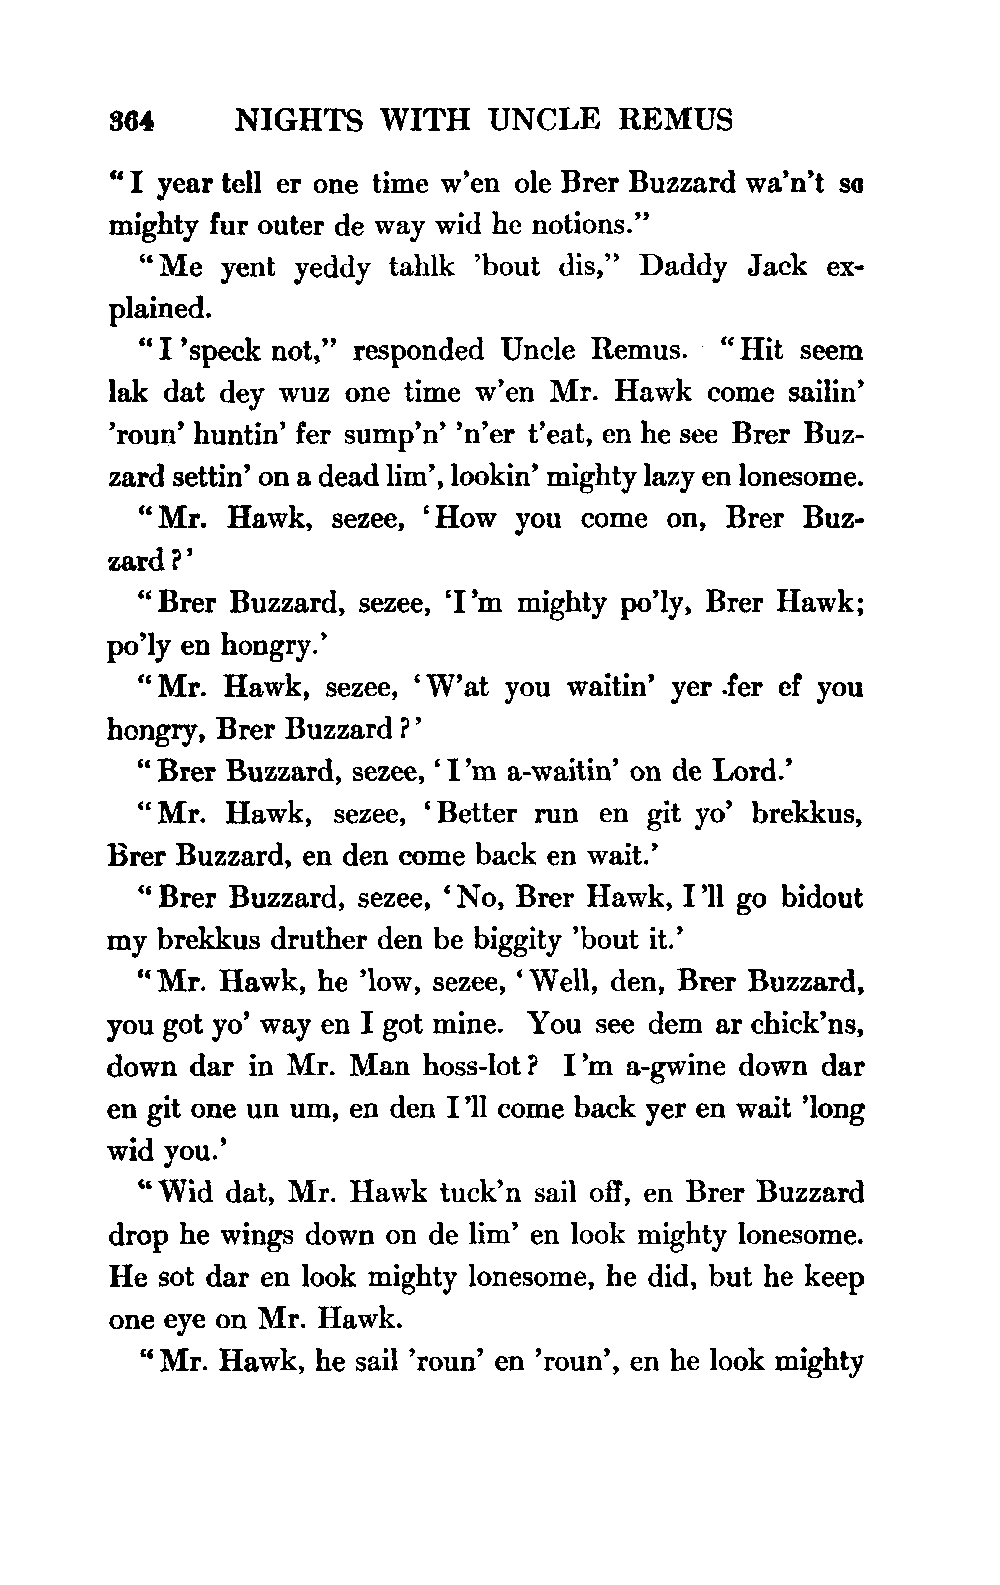 364 NIGHTS WITH UNCLE REMUS
“I year tell er one time w’en ole Brer Buzzard wa’n’t so
mighty fur outer de way wid he notions.”
“Me yent yeddy tahlk ’bout dis,” Daddy Jack ex-
plained.
“I ’speck not,” responded Uncle Remus. “Hit seem
lak dat dey wuz one time w’en Mr. Hawk come sailin’
’roun’ huntin’ fer sump’n’ ’n’er t’eat, en he see Brer Buz-
zard settin’ on a dead lim’, lookin’ mighty lazy en lonesome.
“Mr. Hawk, sezee, ‘How you come on, Brer Buz-
zard?’
“Brer Buzzard, sezee, ‘I’m mighty po’ly, Brer Hawk;
po’ly en hongry.’
“Mr. Hawk, sezee, ‘W’at you waitin’ yer fer ef you
hongry, Brer Buzzard?’
“Brer Buzzard, sezee, ‘I’m a-waitin’ on de Lord.’
“Mr. Hawk, sezee, ‘Better run en git yo’ brekkus,
Brer Buzzard, en den come back en wait.’
“Brer Buzzard, sezee, ‘No, Brer Hawk, I’ll go bidout
my brekkus druther den be biggity ’bout it.’
“Mr. Hawk, he ’low, sezee, ‘Well, den, Brer Buzzard,
you got yo’ way en I got mine. You see dem ar chick’ns,
down dar in Mr. Man hoss-lot? I’m a-gwine down dar
en git one un um, en den I’ll come back yer en wait ’long
wid you.’
“Wid dat, Mr. Hawk tuck’n sail off, en Brer Buzzard
drop he wings down on de lim’ en look mighty lonesome.
He sot dar en look mighty lonesome, he did, but he keep
one eye on Mr. Hawk.
“Mr. Hawk, he sail ’roun’ en ’roun’, en he look mighty